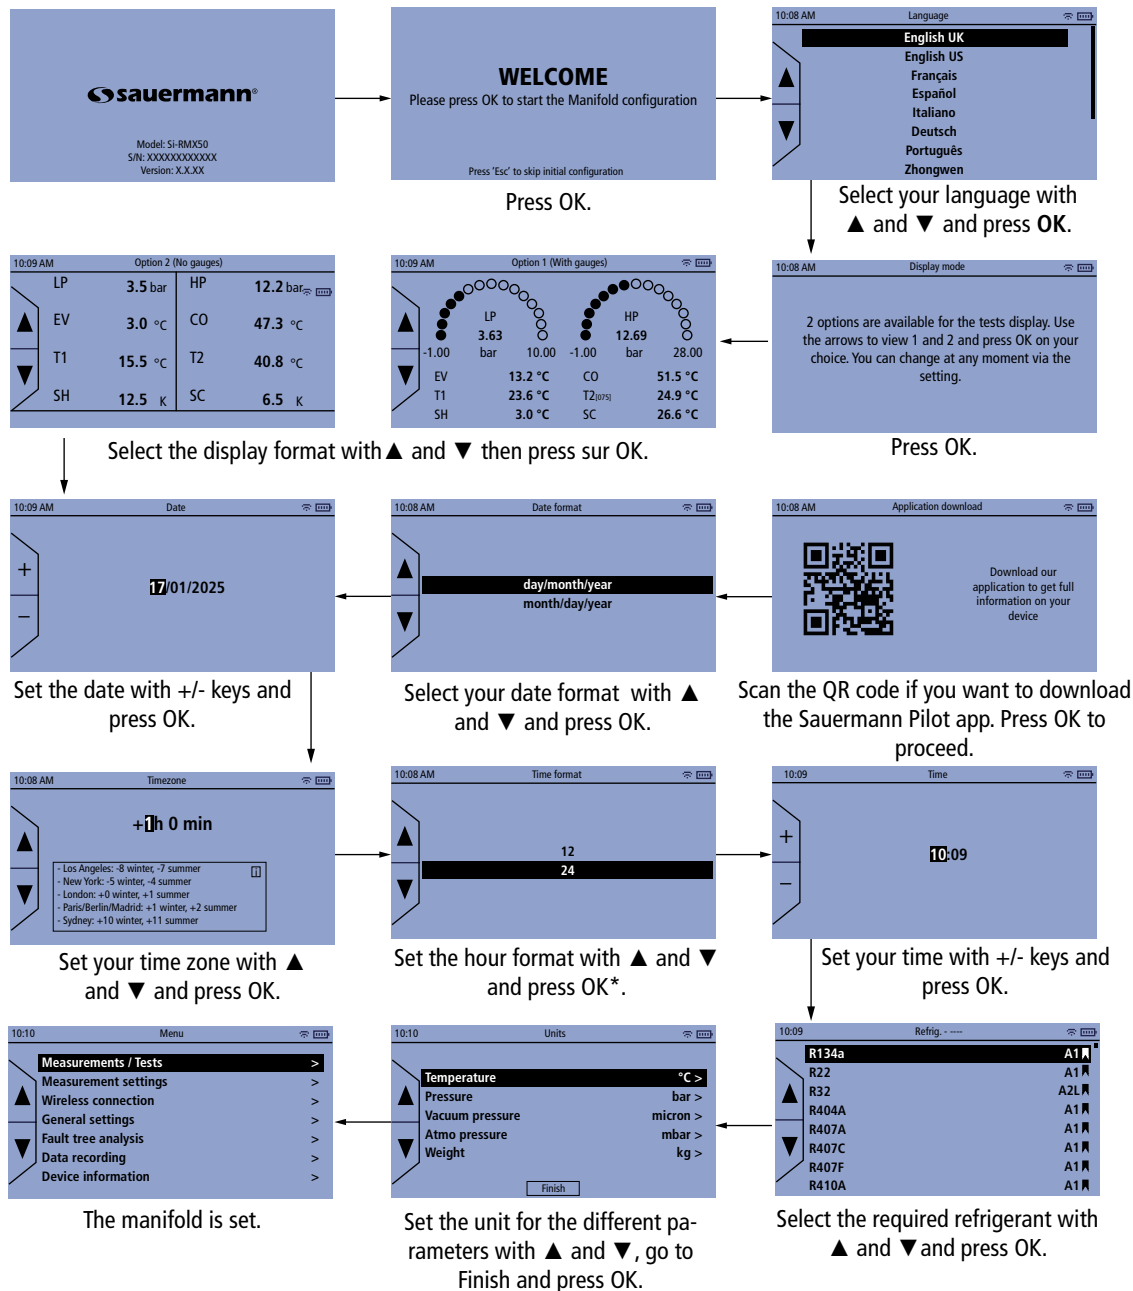 sauermann®
Model: Si-RMX50
S/N: XXXXXXXXXXXX
Version: X.X.XX
WELCOME
Please press OK to start the Manifold configuration
Press 'Esc' to skip initial configuration
Press OK.
10:08 AM Language
English UK
English US
Français
Español
Italiano
Deutsch
Português
Zhongwen
Select your language with
▲ and ▼ and press OK.
10:09 AM Option 2 (No gauges)
LP 3.5 bar HP 12.2 bar
EV 3.0 °C CO 47.3 °C
T1 15.5 °C T2 40.8 °C
SH 12.5 K SC 6.5 K
10:09 AM Option 1 (With gauges)
LP HP
3.63 12.69
-1.00 bar 10.00 -1.00 bar 28.00
EV 13.2 °C CO 51.5 °C
T1 23.6 °C T2[075] 24.9 °C
SH 3.0 °C SC 26.6 °C
Select the display format with ▲ and ▼ then press sur OK.
10:08 AM Display mode
2 options are available for the tests display. Use
the arrows to view 1 and 2 and press OK on your
choice. You can change at any moment via the
setting.
Press OK.
10:09 AM Date
+
17/01/2025
–
Set the date with +/- keys and
press OK.
10:08 AM Date format
day/month/year
month/day/year
Select your date format with ▲
and ▼ and press OK.
10:08 AM Application download
Download our
application to get full
information on your
device
Scan the QR code if you want to download
the Sauermann Pilot app. Press OK to
proceed.
10:08 AM Timezone
+1h 0 min
- Los Angeles: -8 winter, -7 summer
- New York: -5 winter, -4 summer
- London: +0 winter, +1 summer
- Paris/Berlin/Madrid: +1 winter, +2 summer
- Sydney: +10 winter, +11 summer
i
Set your time zone with ▲
and ▼ and press OK.
10:08 AM Time format
12
24
Set the hour format with ▲ and ▼
and press OK*.
10:09 Time
+
10:09
–
Set your time with +/- keys and
press OK.
10:10 Menu
Measurements / Tests >
Measurement settings >
Wireless connection >
General settings >
Fault tree analysis >
Data recording >
Device information >
The manifold is set.
10:10 Units
Temperature °C >
Pressure bar >
Vacuum pressure micron >
Atmo pressure mbar >
Weight kg >
Finish
Set the unit for the different pa-
rameters with ▲ and ▼, go to
Finish and press OK.
10:09 Refrig. - ----
R134a A1
R22 A1
R32 A2L
R404A A1
R407A A1
R407C A1
R407F A1
R410A A1
Select the required refrigerant with
▲ and ▼and press OK.